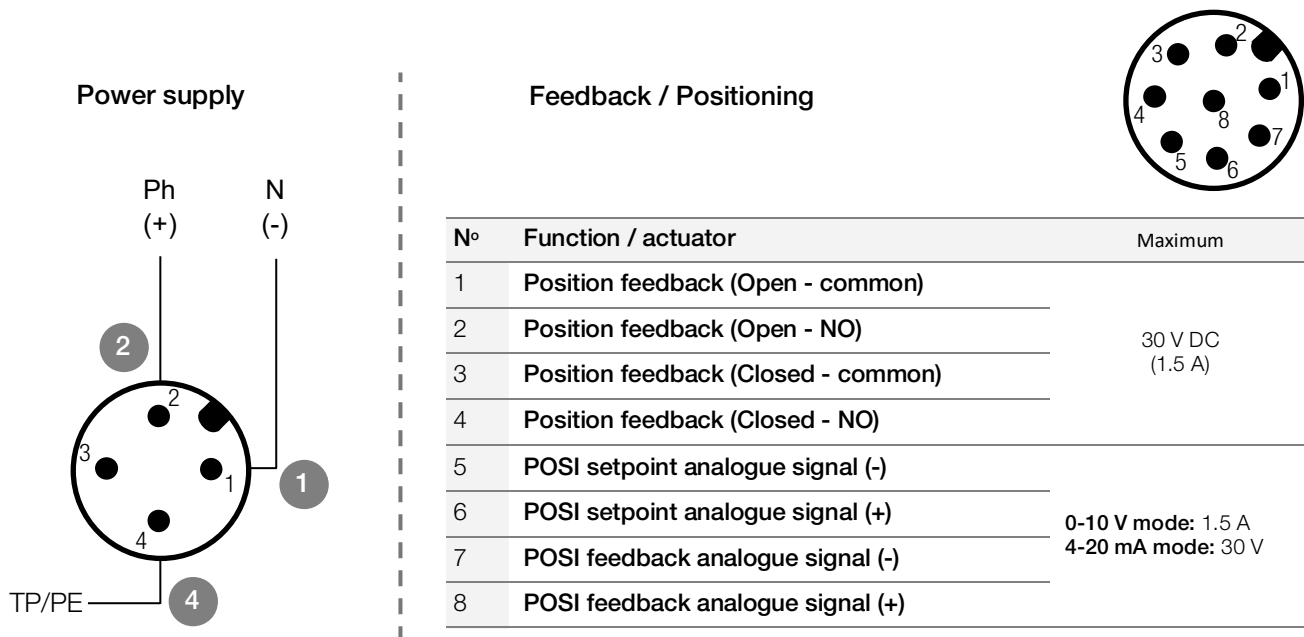 Power supply
Ph
(+)
N
(-)
2
2
3
1
1
4
TP/PE
4
Feedback / Positioning
2
3
1
4
8
7
5
6
Nº Function / actuator Maximum
1 Position feedback (Open - common)
2 Position feedback (Open - NO)
3 Position feedback (Closed - common)
4 Position feedback (Closed - NO)
30 V DC
(1.5 A)
5 POSI setpoint analogue signal (-)
6 POSI setpoint analogue signal (+)
7 POSI feedback analogue signal (-)
8 POSI feedback analogue signal (+)
0-10 V mode: 1.5 A
4-20 mA mode: 30 V